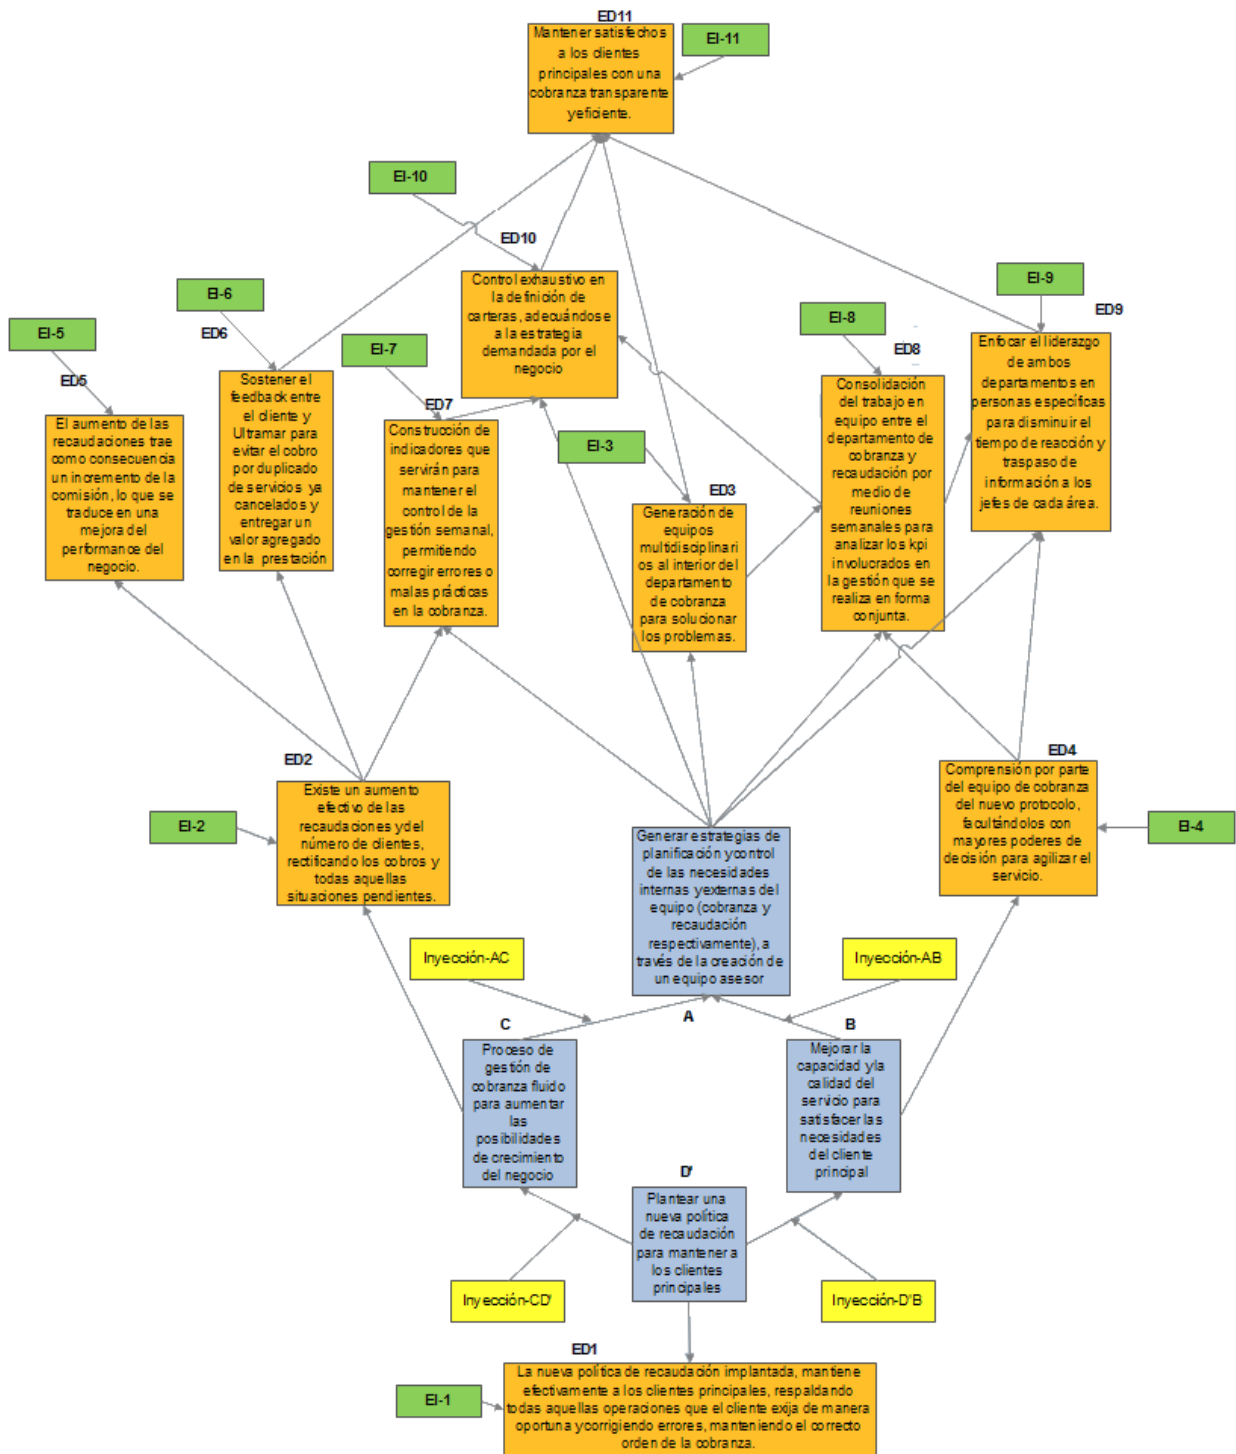 ED11
Mantener satisfechos
a los clientes
principales con una
cobranza transparente
y eficiente.
EI-11
EI-10
ED10
Control exhaustivo en
la definición de
carteras, adecuándose
a la estrategia
demandada por el
negocio
EI-6
ED6
Sostener el
feedback entre
el cliente y
Ultramar para
evitar el cobro
por duplicado
de servicios ya
cancelados y
entregar un
valor agregado
en la prestación
EI-5
ED5
El aumento de las
recaudaciones trae
como consecuencia
un incremento de la
comisión, lo que se
traduce en una
mejora del
performance del
negocio.
EI-7
ED7
Construcción de
indicadores que
servirán para
mantener el
control de la
gestión semanal,
permitiendo
corregir errores o
malas prácticas
en la cobranza.
EI-3
ED3
Generación de
equipos
multidisciplinari
os al interior del
departamento
de cobranza
para solucionar
los problemas.
EI-8
ED8
Consolidación
del trabajo en
equipo entre el
departamento de
cobranza y
recaudación por
medio de
reuniones
semanales para
analizar los kpi
involucrados en
la gestión que se
realiza en forma
conjunta.
EI-9
ED9
Enfocar el liderazgo
de ambos
departamentos en
personas específicas
para disminuir el
tiempo de reacción y
traspaso de
información a los
jefes de cada área.
ED2
Existe un aumento
efectivo de las
recaudaciones y del
número de clientes,
rectificando los cobros y
todas aquellas
situaciones pendientes.
EI-2
Generar estrategias de
planificación y control
de las necesidades
internas y externas del
equipo (cobranza y
recaudación
respectivamente), a
través de la creación de
un equipo asesor
A
ED4
Comprensión por parte
del equipo de cobranza
del nuevo protocolo,
facultándolos con
mayores poderes de
decisión para agilizar el
servicio.
EI-4
Inyección-AC
Inyección-AB
C
Proceso de
gestión de
cobranza fluido
para aumentar
las
posibilidades
de crecimiento
del negocio
B
Mejorar la
capacidad y la
calidad del
servicio para
satisfacer las
necesidades
del cliente
principal
D'
Plantear una
nueva política
de recaudación
para mantener a
los clientes
principales
Inyección-CD'
Inyección-D'B
ED1
La nueva política de recaudación implantada, mantiene
efectivamente a los clientes principales, respaldando
todas aquellas operaciones que el cliente exija de manera
oportuna y corrigiendo errores, manteniendo el correcto
orden de la cobranza.
EI-1